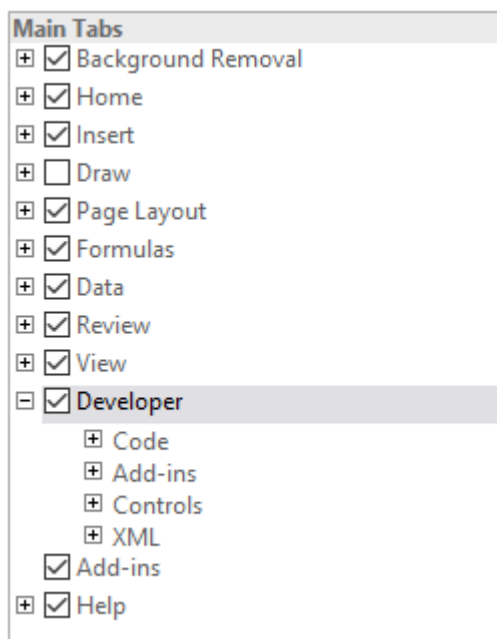 Main Tabs
Background Removal
Home
Insert
Draw
Page Layout
Formulas
Data
Review
View
Developer
Code
Add-ins
Controls
XML
Add-ins
Help